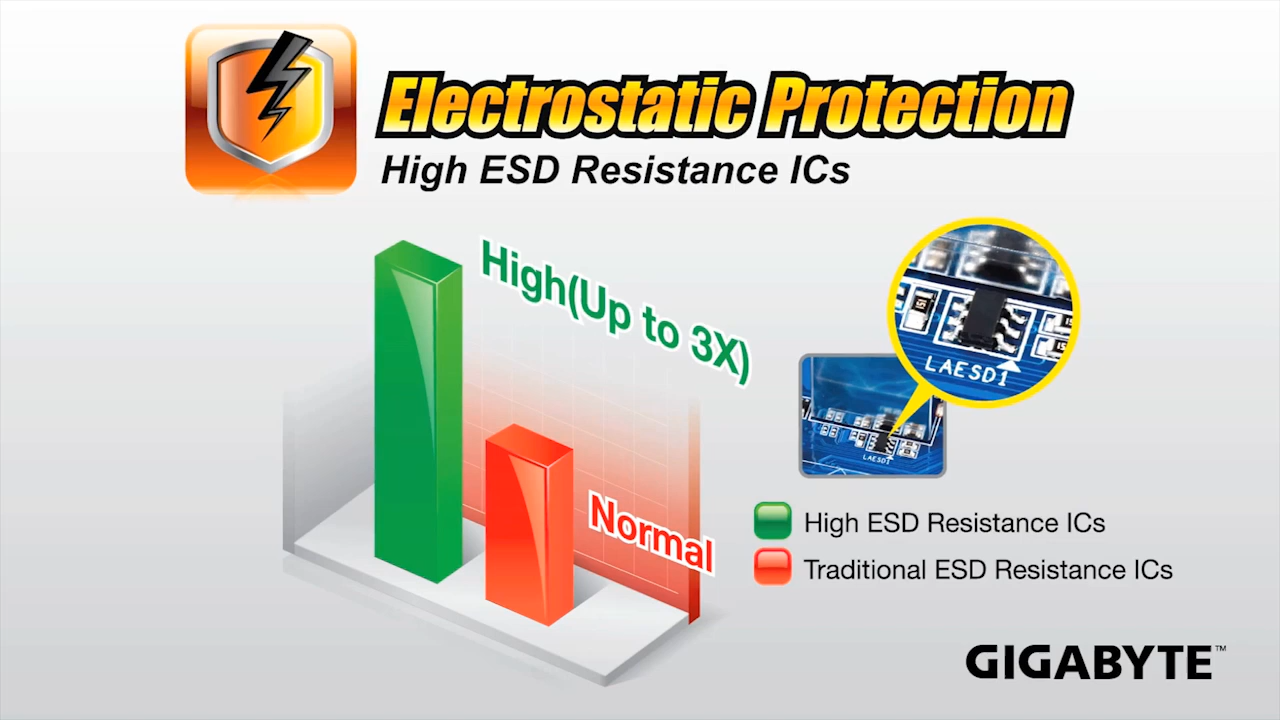 Electrostatic Protection
High ESD Resistance ICs
High(Up to 3X)
Normal
LAESD1
LAESD1
High ESD Resistance ICs
Traditional ESD Resistance ICs
GIGABYTE™